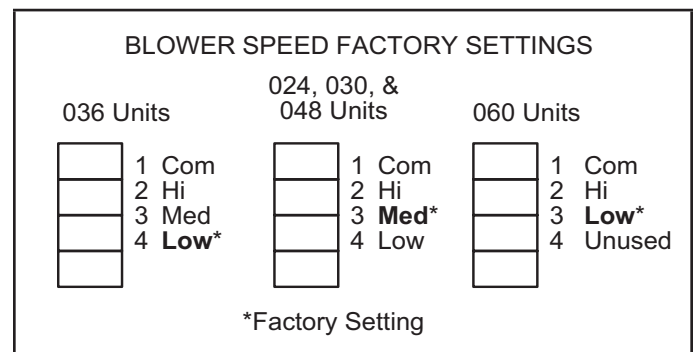 BLOWER SPEED FACTORY SETTINGS
036 Units
1 Com
2 Hi
3 Med
4 Low*
024, 030, &
048 Units
1 Com
2 Hi
3 Med*
4 Low
060 Units
1 Com
2 Hi
3 Low*
4 Unused
*Factory Setting